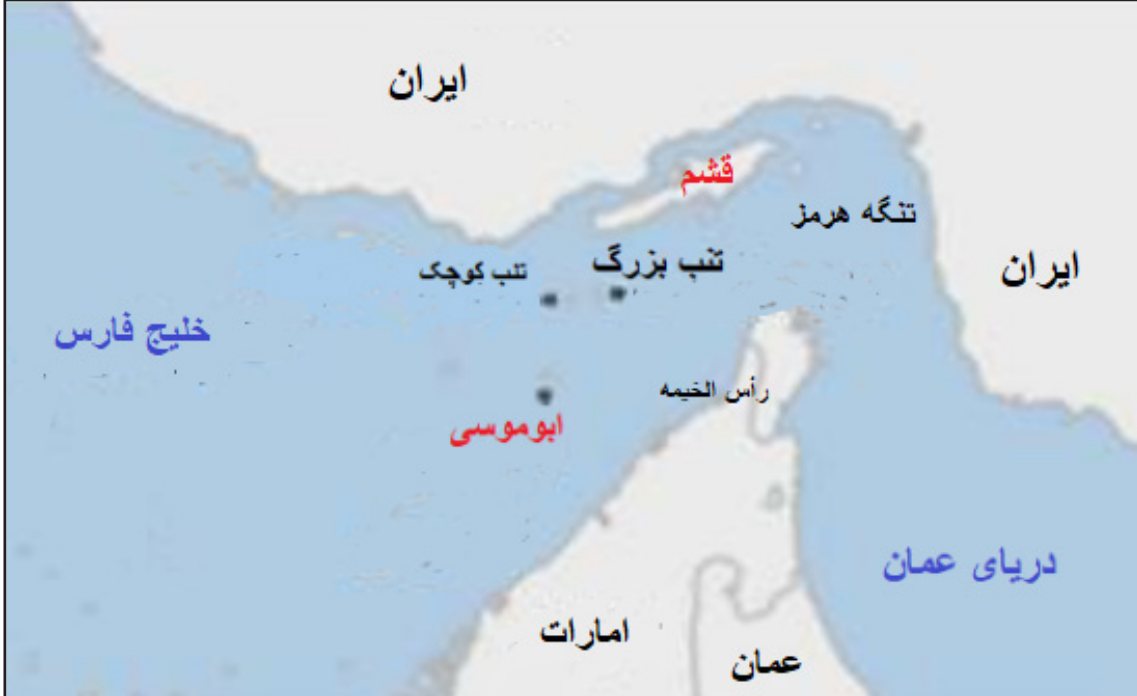 ایران
قشم
تنگه هرمز
تنب بزرگ
تنب کوچک
ایران
خلیج فارس
رأس الخیمه
ابوموسی
دریای عمان
امارات
عمان